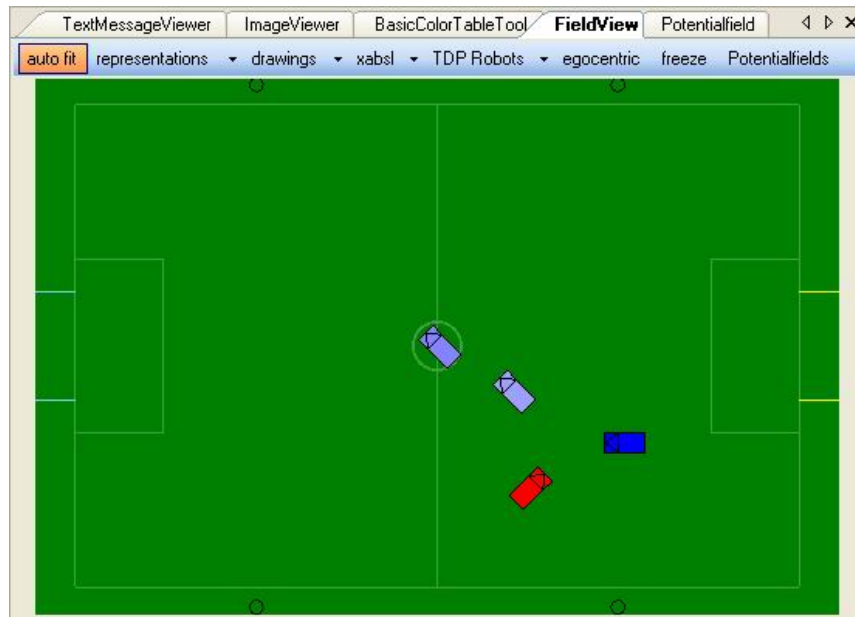 TextMessageViewer ImageViewer BasicColorTableTool FieldView Potentialfield
auto fit representations drawings xabsl TDP Robots egocentric freeze Potentialfields